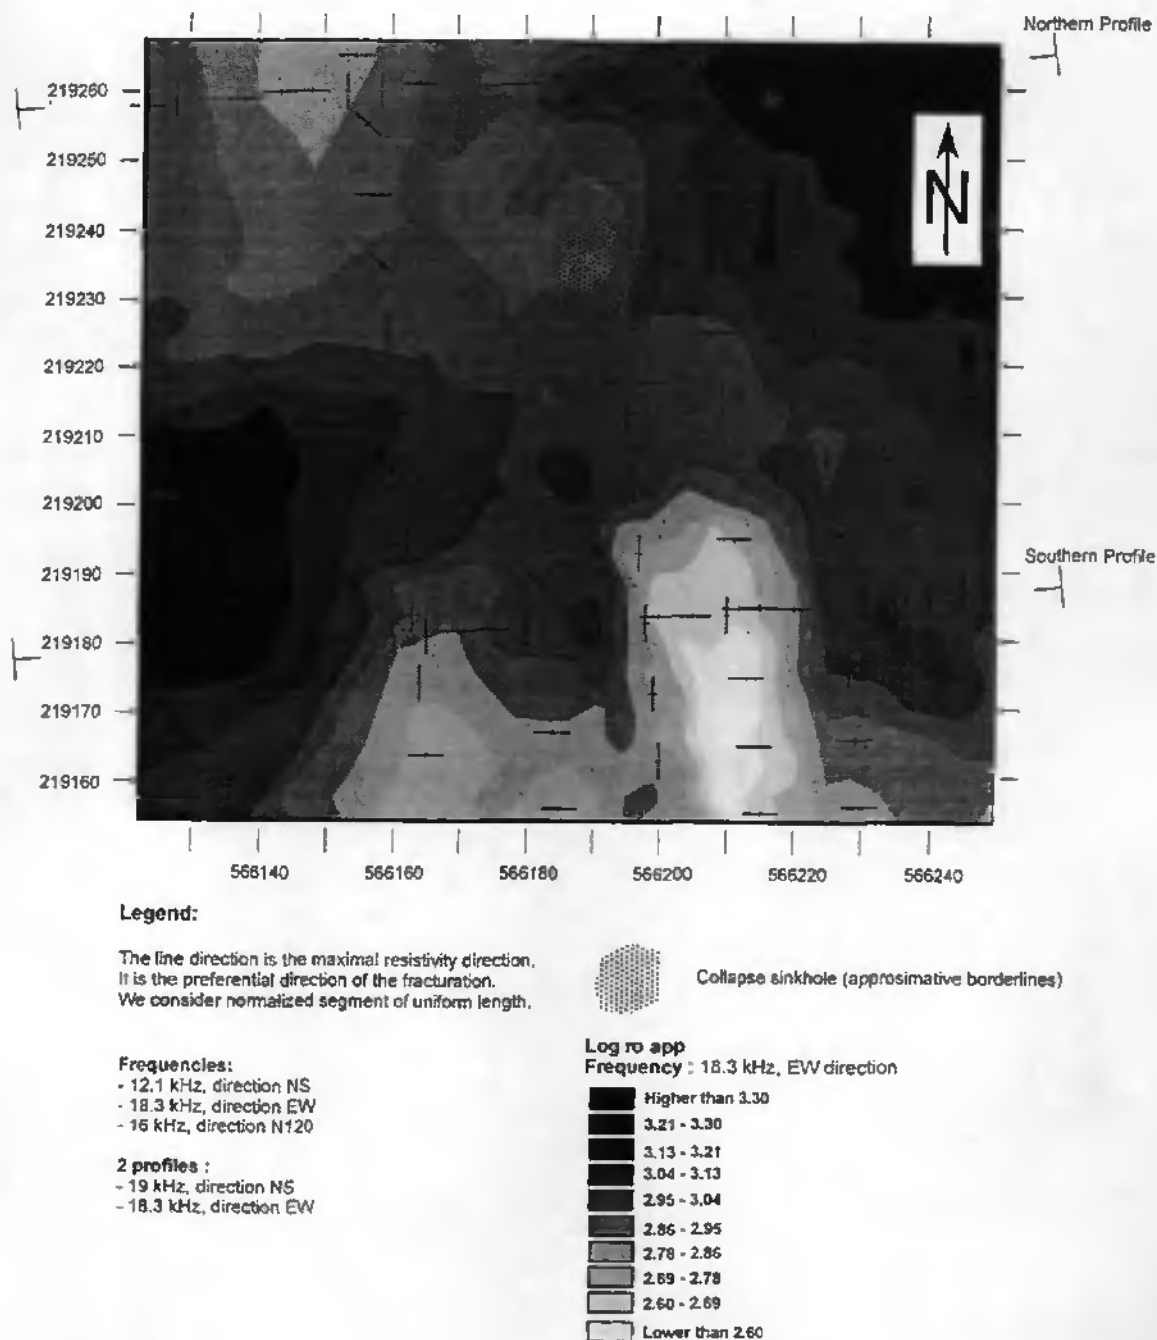 Northern Profile
219260
219250
219240
N
219230
219220
219210
219200
Southern Profile
219190
219180
219170
219160
566140 566160 566180 566200 566220 566240
Legend:
The line direction is the maximal resistivity direction.
It is the preferential direction of the fracturation.
We consider normalized segment of uniform length.
Collapse sinkhole (approsimative borderlines)
Frequencies:
- 12.1 kHz, direction NS
- 18.3 kHz, direction EW
- 16 kHz, direction N120
2 profiles :
- 19 kHz, direction NS
- 18.3 kHz, direction EW
Log ro app
Frequency : 18.3 kHz, EW direction
Higher than 3.30
3.21 - 3.30
3.13 - 3.21
3.04 - 3.13
2.95 - 3.04
2.86 - 2.95
2.78 - 2.86
2.69 - 2.78
2.60 - 2.69
Lower than 2.60